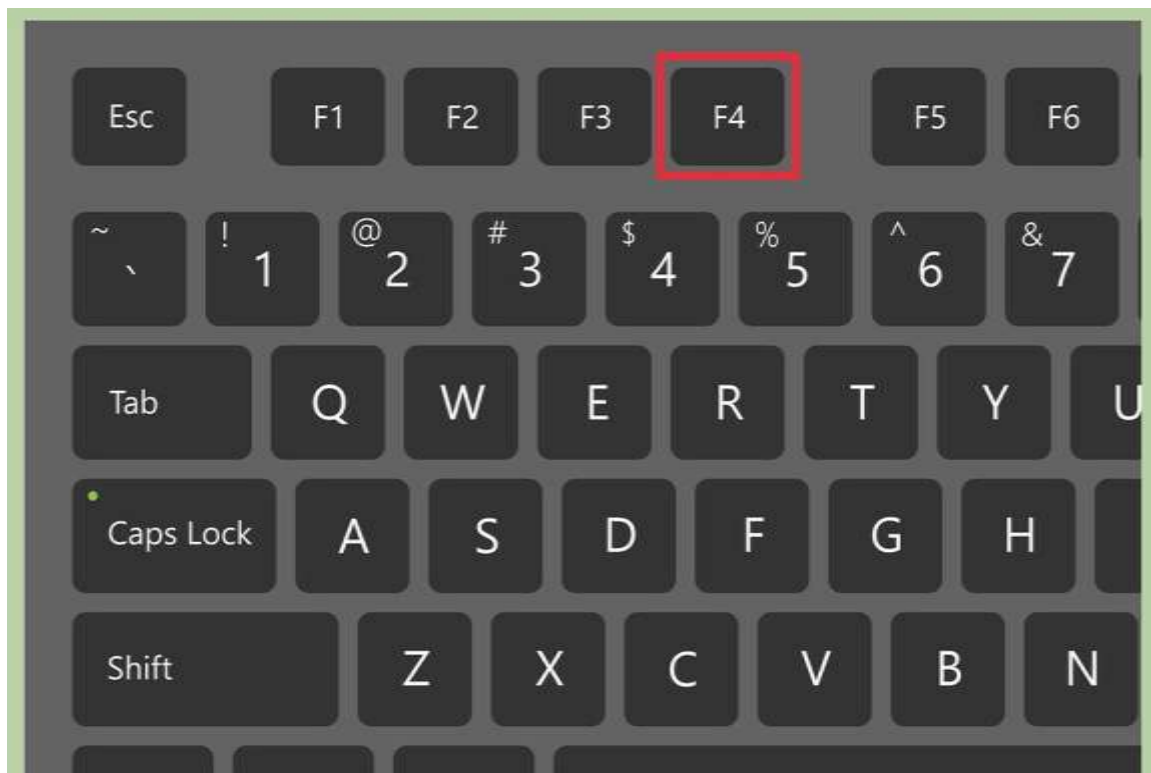 Esc F1 F2 F3 F4 F5 F6
~ ` ! 1 @ 2 # 3 $ 4 % 5 ^ 6 & 7
Tab Q W E R T Y U
Caps Lock A S D F G H
Shift Z X C V B N